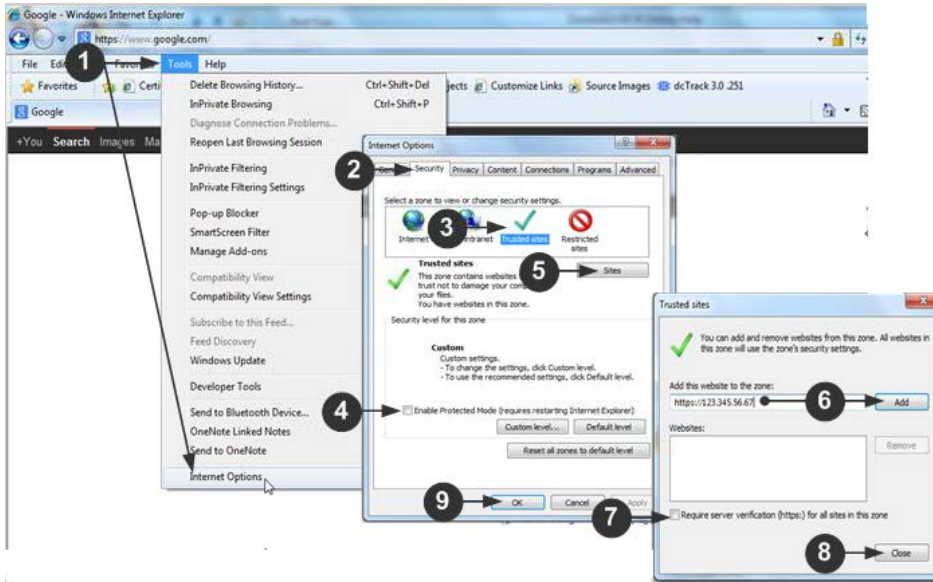 Google - Windows Internet Explorer
https://www.google.com/
File Tools Help
Favorites Customize Links Source Images dcTrack 3.0 .251
Google
+You Search Images
1
Delete Browsing History... Ctrl+Shift+Del
InPrivate Browsing Ctrl+Shift+P
Diagnose Connection Problems...
Reopen Last Browsing Session
InPrivate Filtering
InPrivate Filtering Settings
Pop-up Blocker
SmartScreen Filter
Manage Add-ons
Compatibility View
Compatibility View Settings
Subscribe to this Feed...
Feed Discovery
Windows Update
Developer Tools
Send to Bluetooth Device...
OneNote Linked Notes
Send to OneNote
Internet Options
Internet Options
2
Security Privacy Content Connections Programs Advanced
Select a zone to view or change security settings.
3
Internet Trusted sites Restricted
sites
Trusted sites
5
Sites
This zone contains websites
trust not to damage your
your files.
You have websites in this zone.
Security level for this zone
Custom
Custom settings.
- To change the settings, click Custom level.
- To use the recommended settings, click Default level.
4
Enable Protected Mode (requires restarting Internet Explorer)
Custom level... Default level
Reset all zones to default level
9
OK Cancel Apply
Trusted sites
You can add and remove websites from this zone. All websites in
this zone will use the zone's security settings.
Add this website to the zone:
https://123.345.56.67
6
Add
Websites:
Remove
7
Require server verification (https:) for all sites in this zone
8
Close